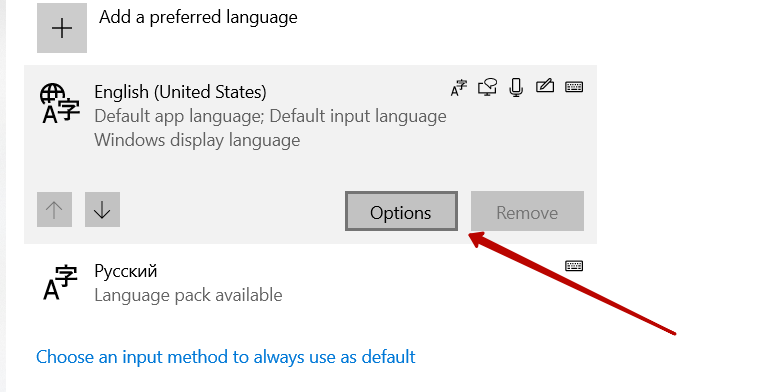 Add a preferred language
English (United States)
Default app language; Default input language
Windows display language
Options
Remove
Русский
Language pack available
Choose an input method to always use as default